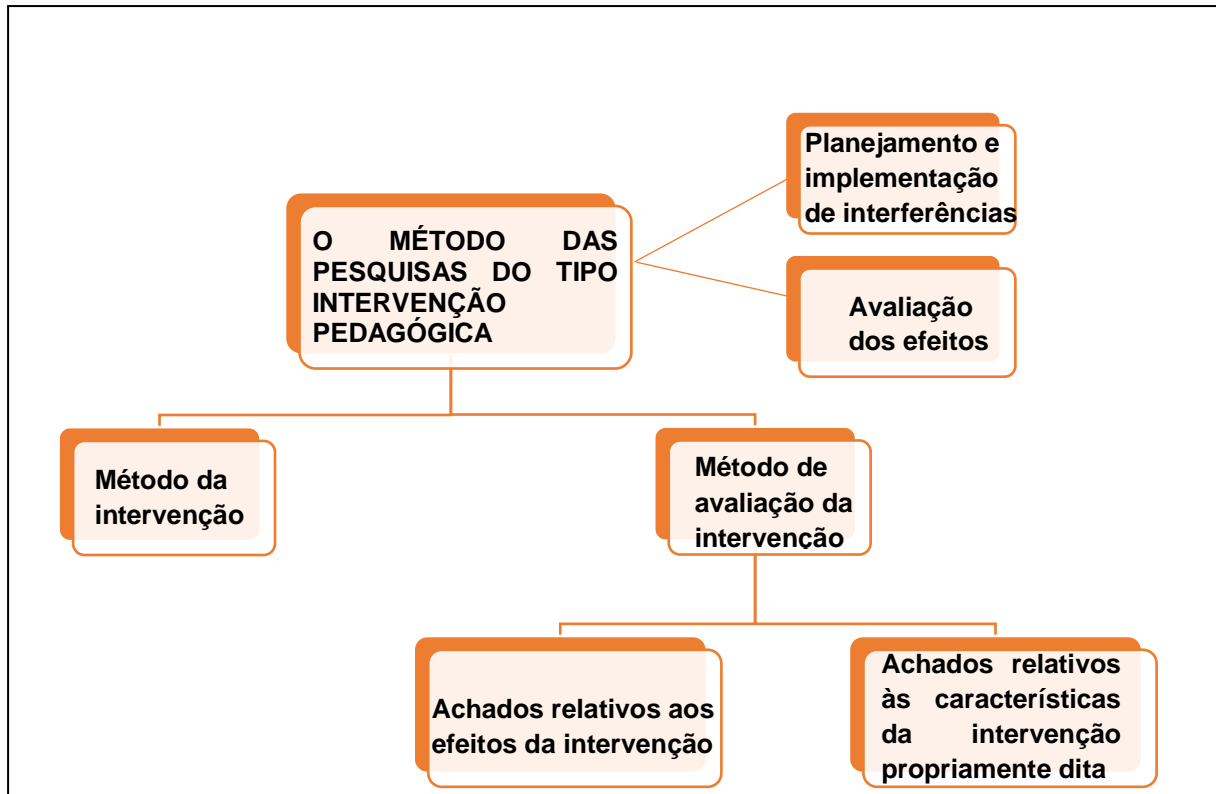 Planejamento e
implementação
de interferências
O MÉTODO DAS
PESQUISAS DO TIPO
INTERVENÇÃO
PEDAGÓGICA
Avaliação
dos efeitos
Método da
intervenção
Método de
avaliação da
intervenção
Achados relativos aos
efeitos da intervenção
Achados relativos
às características
da intervenção
propriamente dita